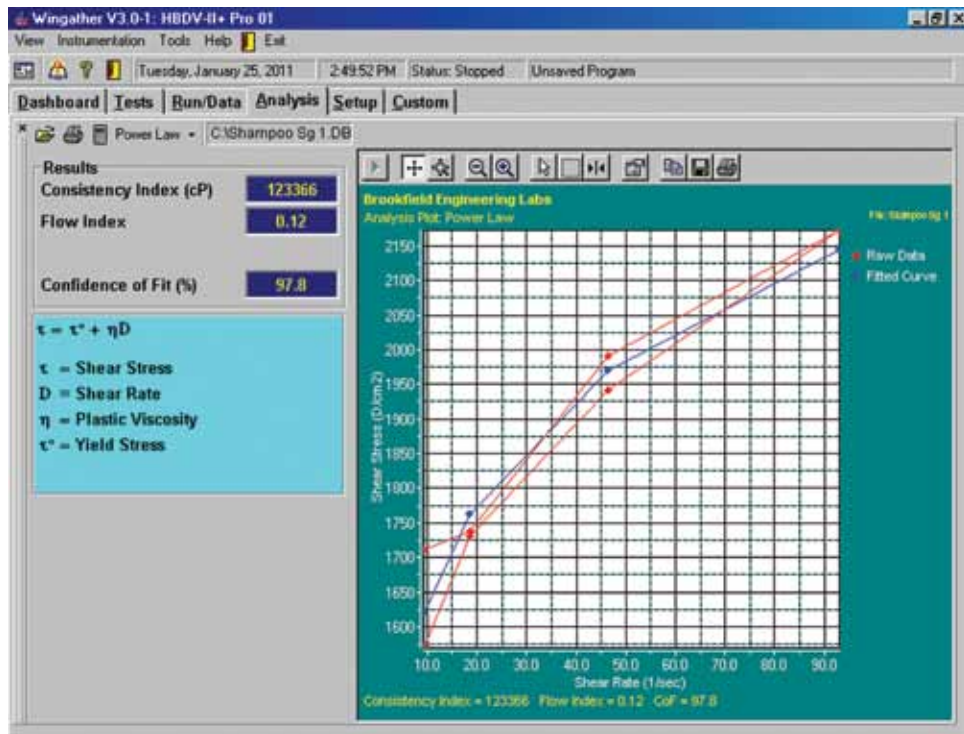 Wingather V3.0-1: HBDV-II+ Pro 01
View Instrumentation Tools Help Exit
Tuesday, January 25, 2011 2:49:52 PM Status: Stopped Unsaved Program
Dashboard Tests Run/Data Analysis Setup Custom
Power Law C:\Shampoo Sg 1.DB
Results
Consistency Index (cP) 123366
Flow Index 0.12
Confidence of Fit (%) 97.8
τ = τ° + ηD
τ = Shear Stress
D = Shear Rate
η = Plastic Viscosity
τ° = Yield Stress
Brookfield Engineering Labs
Analysis Plot: Power Law
File: Shampoo Sg 1
Raw Data
Fitted Curve
Shear Stress (D/cm2)
2150
2100
2050
2000
1950
1900
1850
1800
1750
1700
1650
1600
10.0 20.0 30.0 40.0 50.0 60.0 70.0 80.0 90.0
Shear Rate (1/sec)
Consistency Index = 123366 Flow Index = 0.12 CoF = 97.8